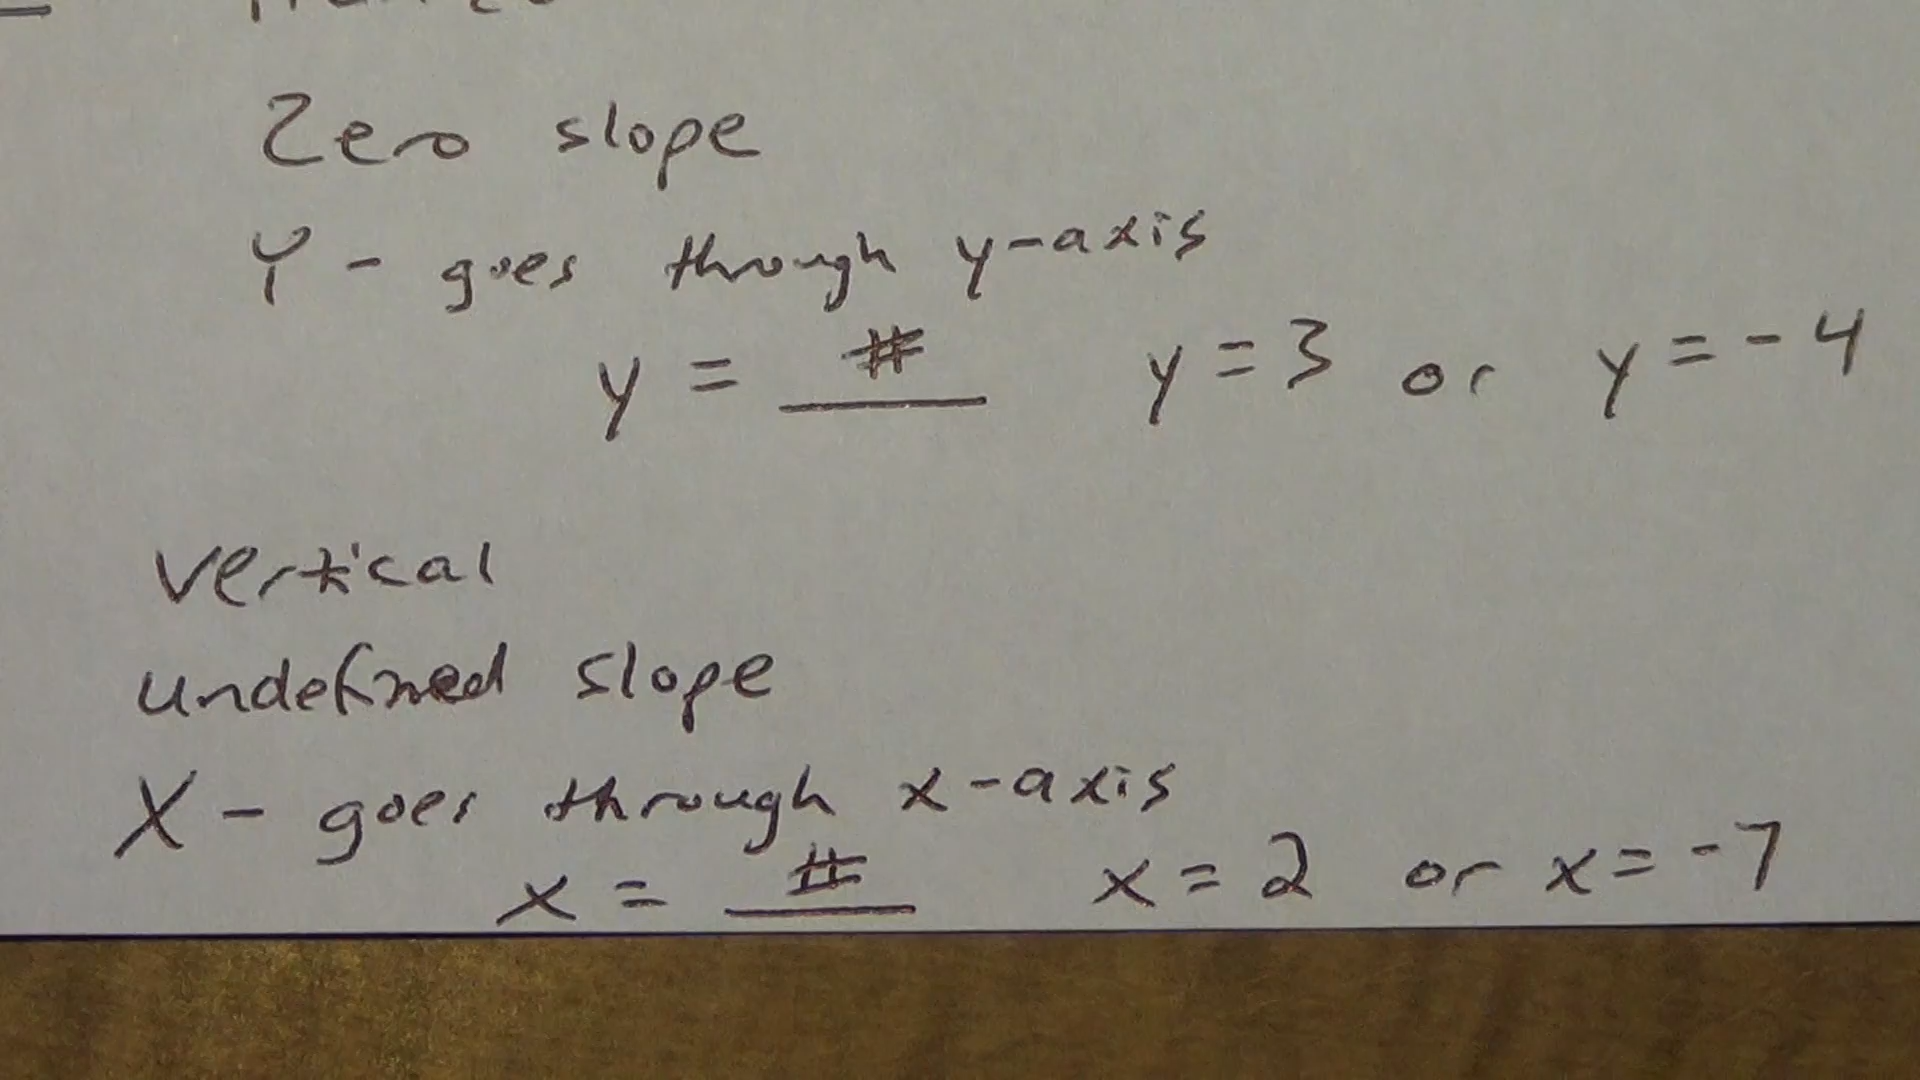 Zero slope
Y - goes through y-axis
y = # y = 3 or y = -4
vertical
undefined slope
X - goes through x-axis
x = # x = 2 or x = -7